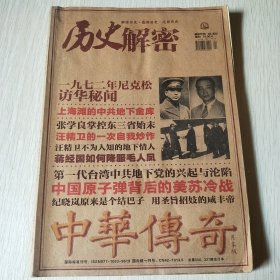 历史解密
一九七二年尼克松
访华秘闻
上海滩的中共地下金库
张学良掌控东三省始末
汪精卫的一次自我炒作
汪精卫不为人知的地下情人
蒋经国如何降服毛人凤
第一代台湾中共地下党的兴起与沦陷
中国原子弹背后的美苏冷战
纪晓岚原来是个结巴子 用圣旨招妓的咸丰帝
中華傳奇